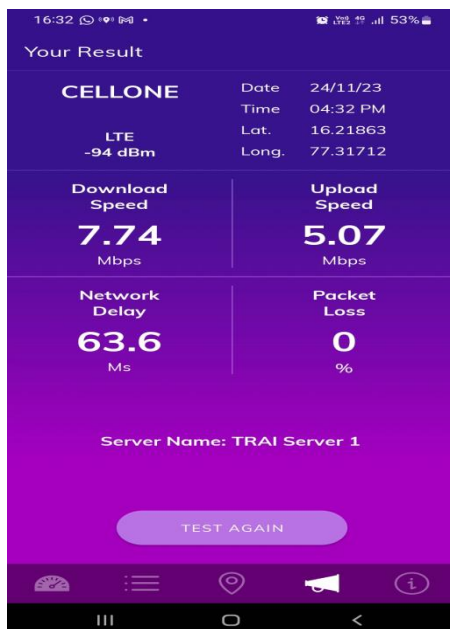 16:32 53%
Your Result
CELLONE
LTE
-94 dBm
Date 24/11/23
Time 04:32 PM
Lat. 16.21863
Long. 77.31712
Download Speed
7.74
Mbps
Upload Speed
5.07
Mbps
Network Delay
63.6
Ms
Packet Loss
0
%
Server Name: TRAI Server 1
TEST AGAIN